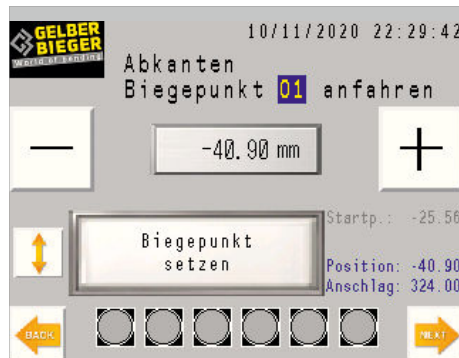 GELBER
BIEGER
World of bending
10/11/2020 22:29:42
Abkanten
Biegepunkt 01 anfahren
-40.90 mm
Biegepunkt
setzen
Startp.: -25.56
Position: -40.90
Anschlag: 324.00
BACK
NEXT